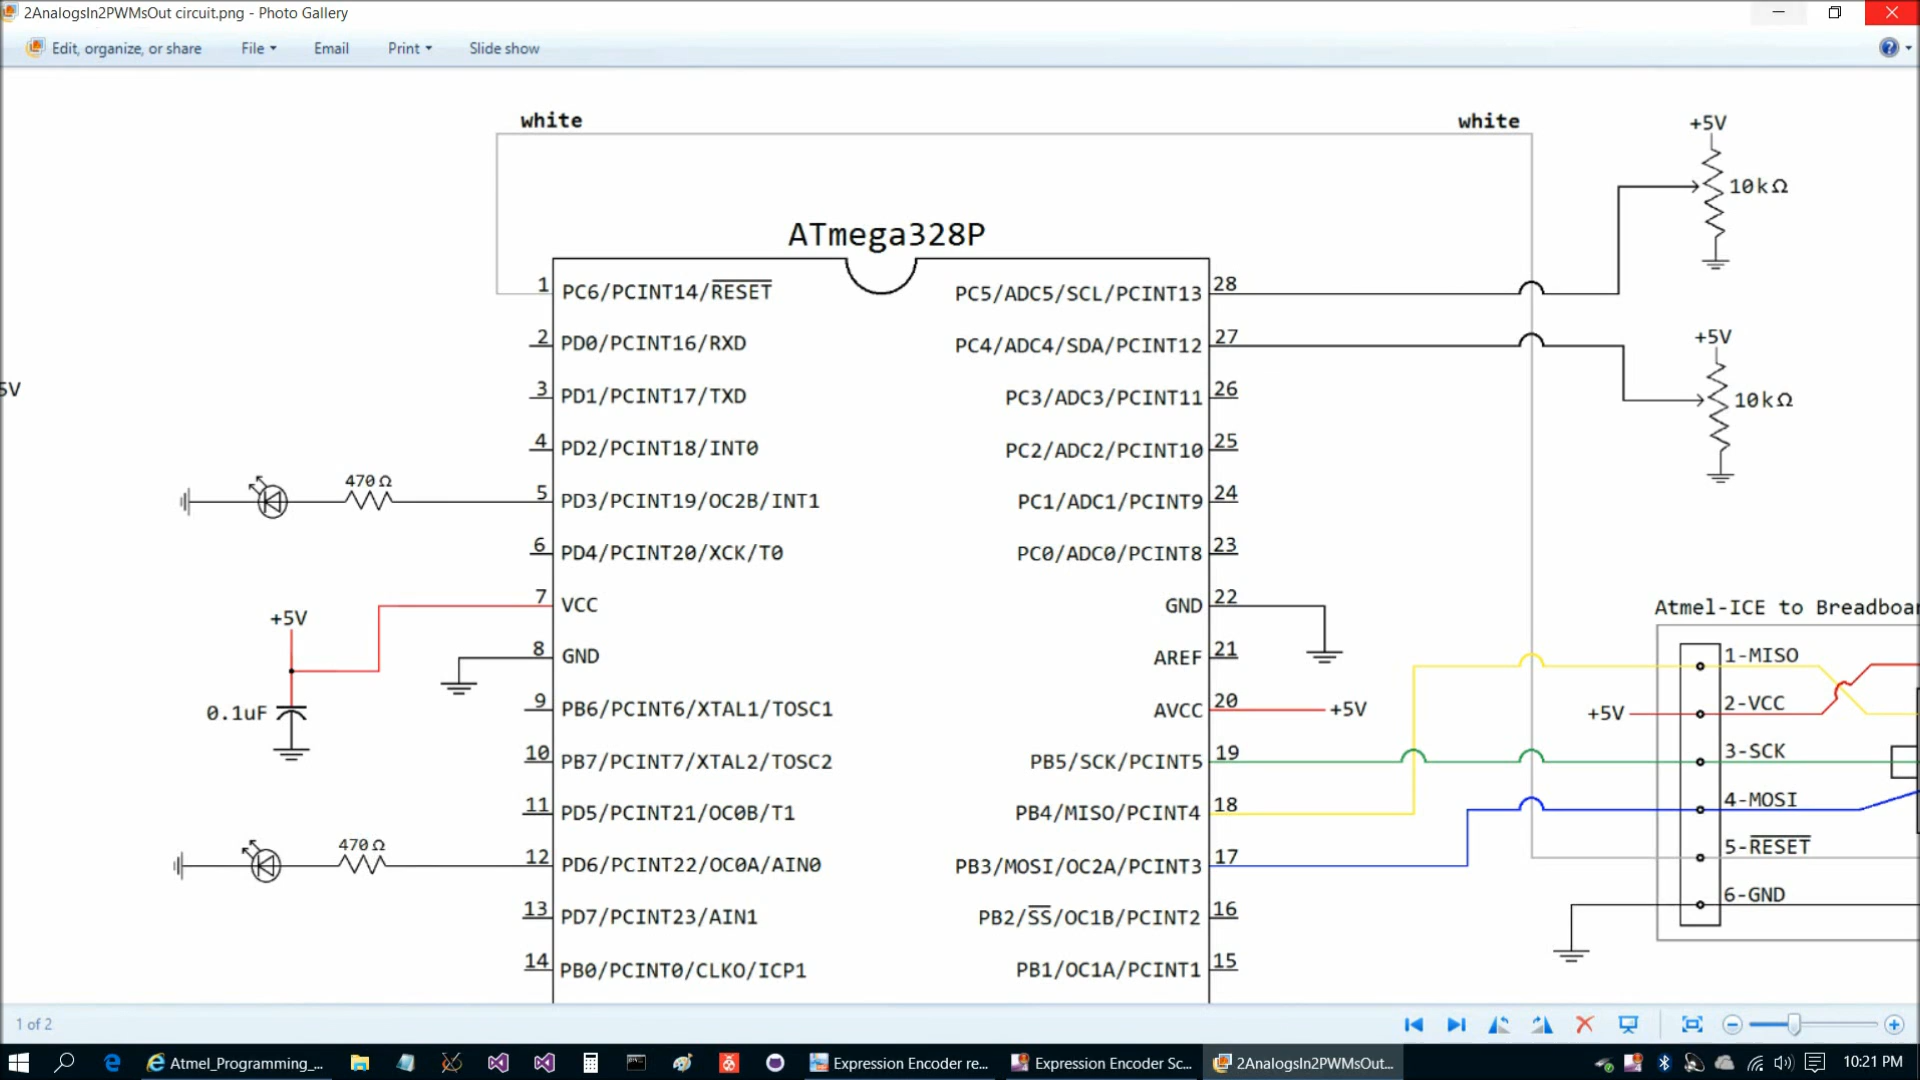 2AnalogsIn2PWMsOut circuit.png - Photo Gallery
Edit, organize, or share File Email Print Slide show
white white
+5V
10kΩ
ATmega328P
1 PC6/PCINT14/RESET PC5/ADC5/SCL/PCINT13 28
2 PD0/PCINT16/RXD PC4/ADC4/SDA/PCINT12 27
+5V
3 PD1/PCINT17/TXD PC3/ADC3/PCINT11 26
5V
10kΩ
4 PD2/PCINT18/INT0 PC2/ADC2/PCINT10 25
470Ω
5 PD3/PCINT19/OC2B/INT1 PC1/ADC1/PCINT9 24
6 PD4/PCINT20/XCK/T0 PC0/ADC0/PCINT8 23
7 VCC GND 22
+5V
Atmel-ICE to Breadboar
8 GND AREF 21
1-MISO
9 PB6/PCINT6/XTAL1/TOSC1 AVCC 20 +5V
0.1uF
+5V 2-VCC
10 PB7/PCINT7/XTAL2/TOSC2 PB5/SCK/PCINT5 19
3-SCK
11 PD5/PCINT21/OC0B/T1 PB4/MISO/PCINT4 18
4-MOSI
470Ω
12 PD6/PCINT22/OC0A/AIN0 PB3/MOSI/OC2A/PCINT3 17
5-RESET
13 PD7/PCINT23/AIN1 PB2/SS/OC1B/PCINT2 16
6-GND
14 PB0/PCINT0/CLKO/ICP1 PB1/OC1A/PCINT1 15
1 of 2
Atmel_Programming_... Expression Encoder re... Expression Encoder Sc... 2AnalogsIn2PWMsOut... 10:21 PM